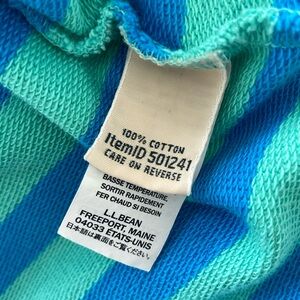 100% COTTON
ItemID 501241
CARE ON REVERSE
BASSE TEMPERATURE.
SORTIR RAPIDEMENT
FER CHAUD SI BESOIN
L.L.BEAN
FREEPORT, MAINE
04033 ÉTATS-UNIS
日本語は裏面をご覧ください。